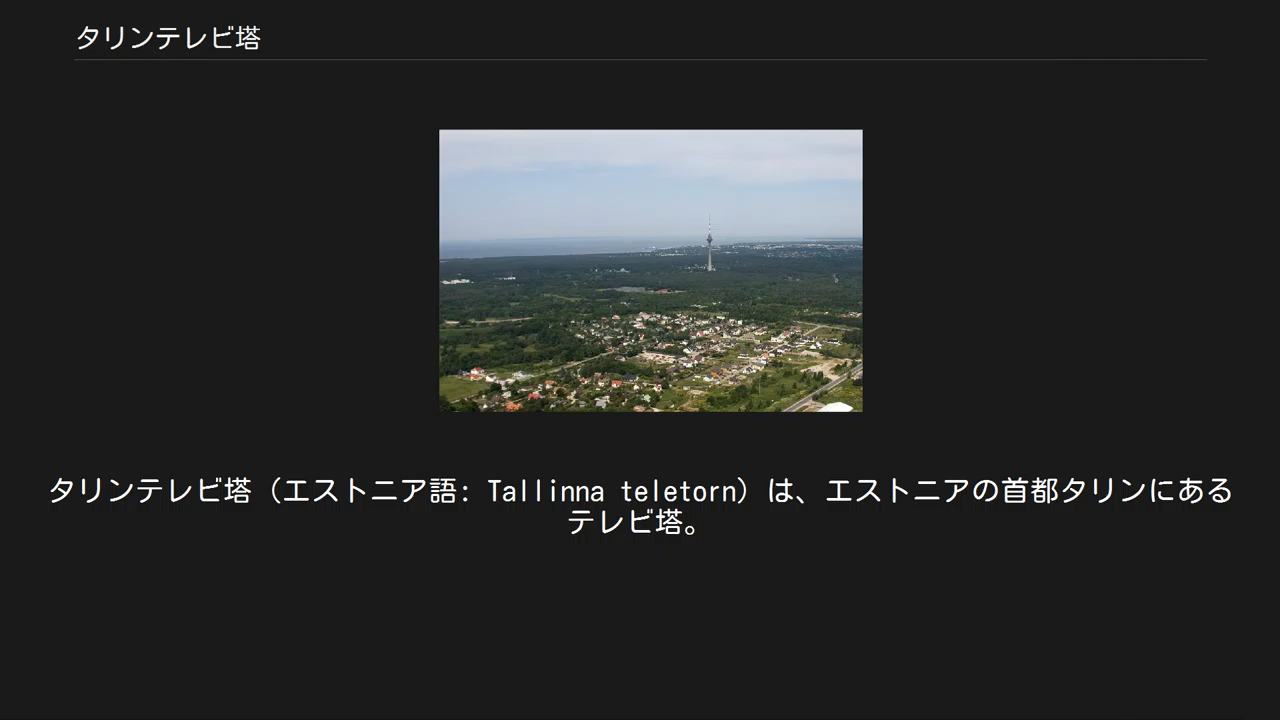 タリンテレビ塔
タリンテレビ塔（エストニア語: Tallinna teletorn）は、エストニアの首都タリンにある
テレビ塔。